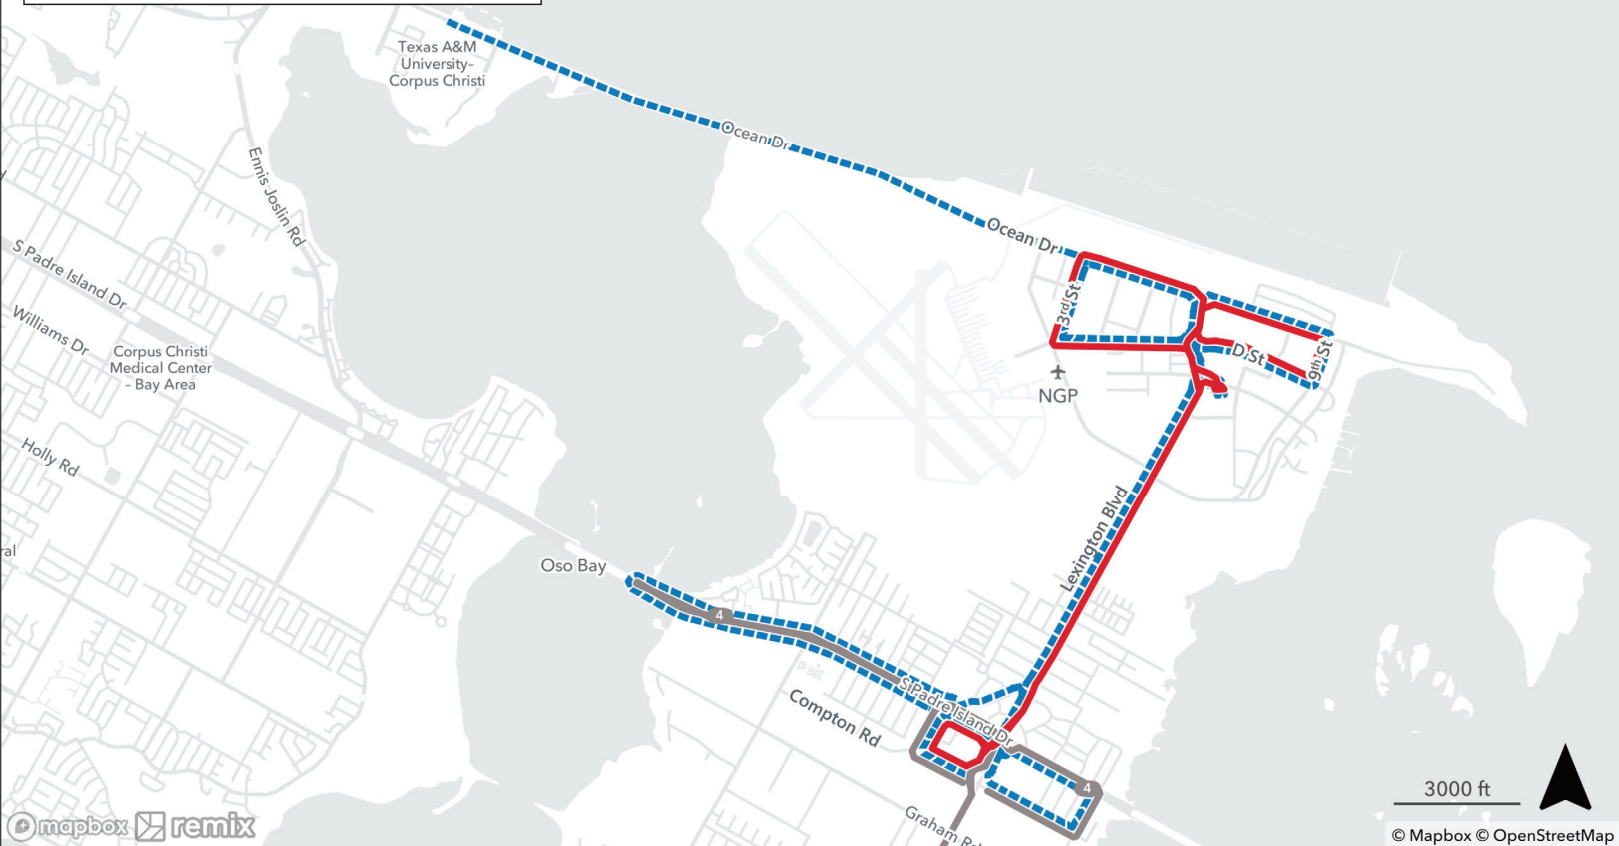 Texas A&M
University-
Corpus Christi
Ocean Dr
Ennis Joslin Rd
Ocean Dr
S Padre Island Dr
3rd St
Williams Dr
D St
9th St
Corpus Christi
Medical Center
- Bay Area
NGP
Holly Rd
Lexington Blvd
ral
Oso Bay
4
S Padre Island Dr
Compton Rd
4
3000 ft
Graham Rd
mapbox remix
© Mapbox © OpenStreetMap